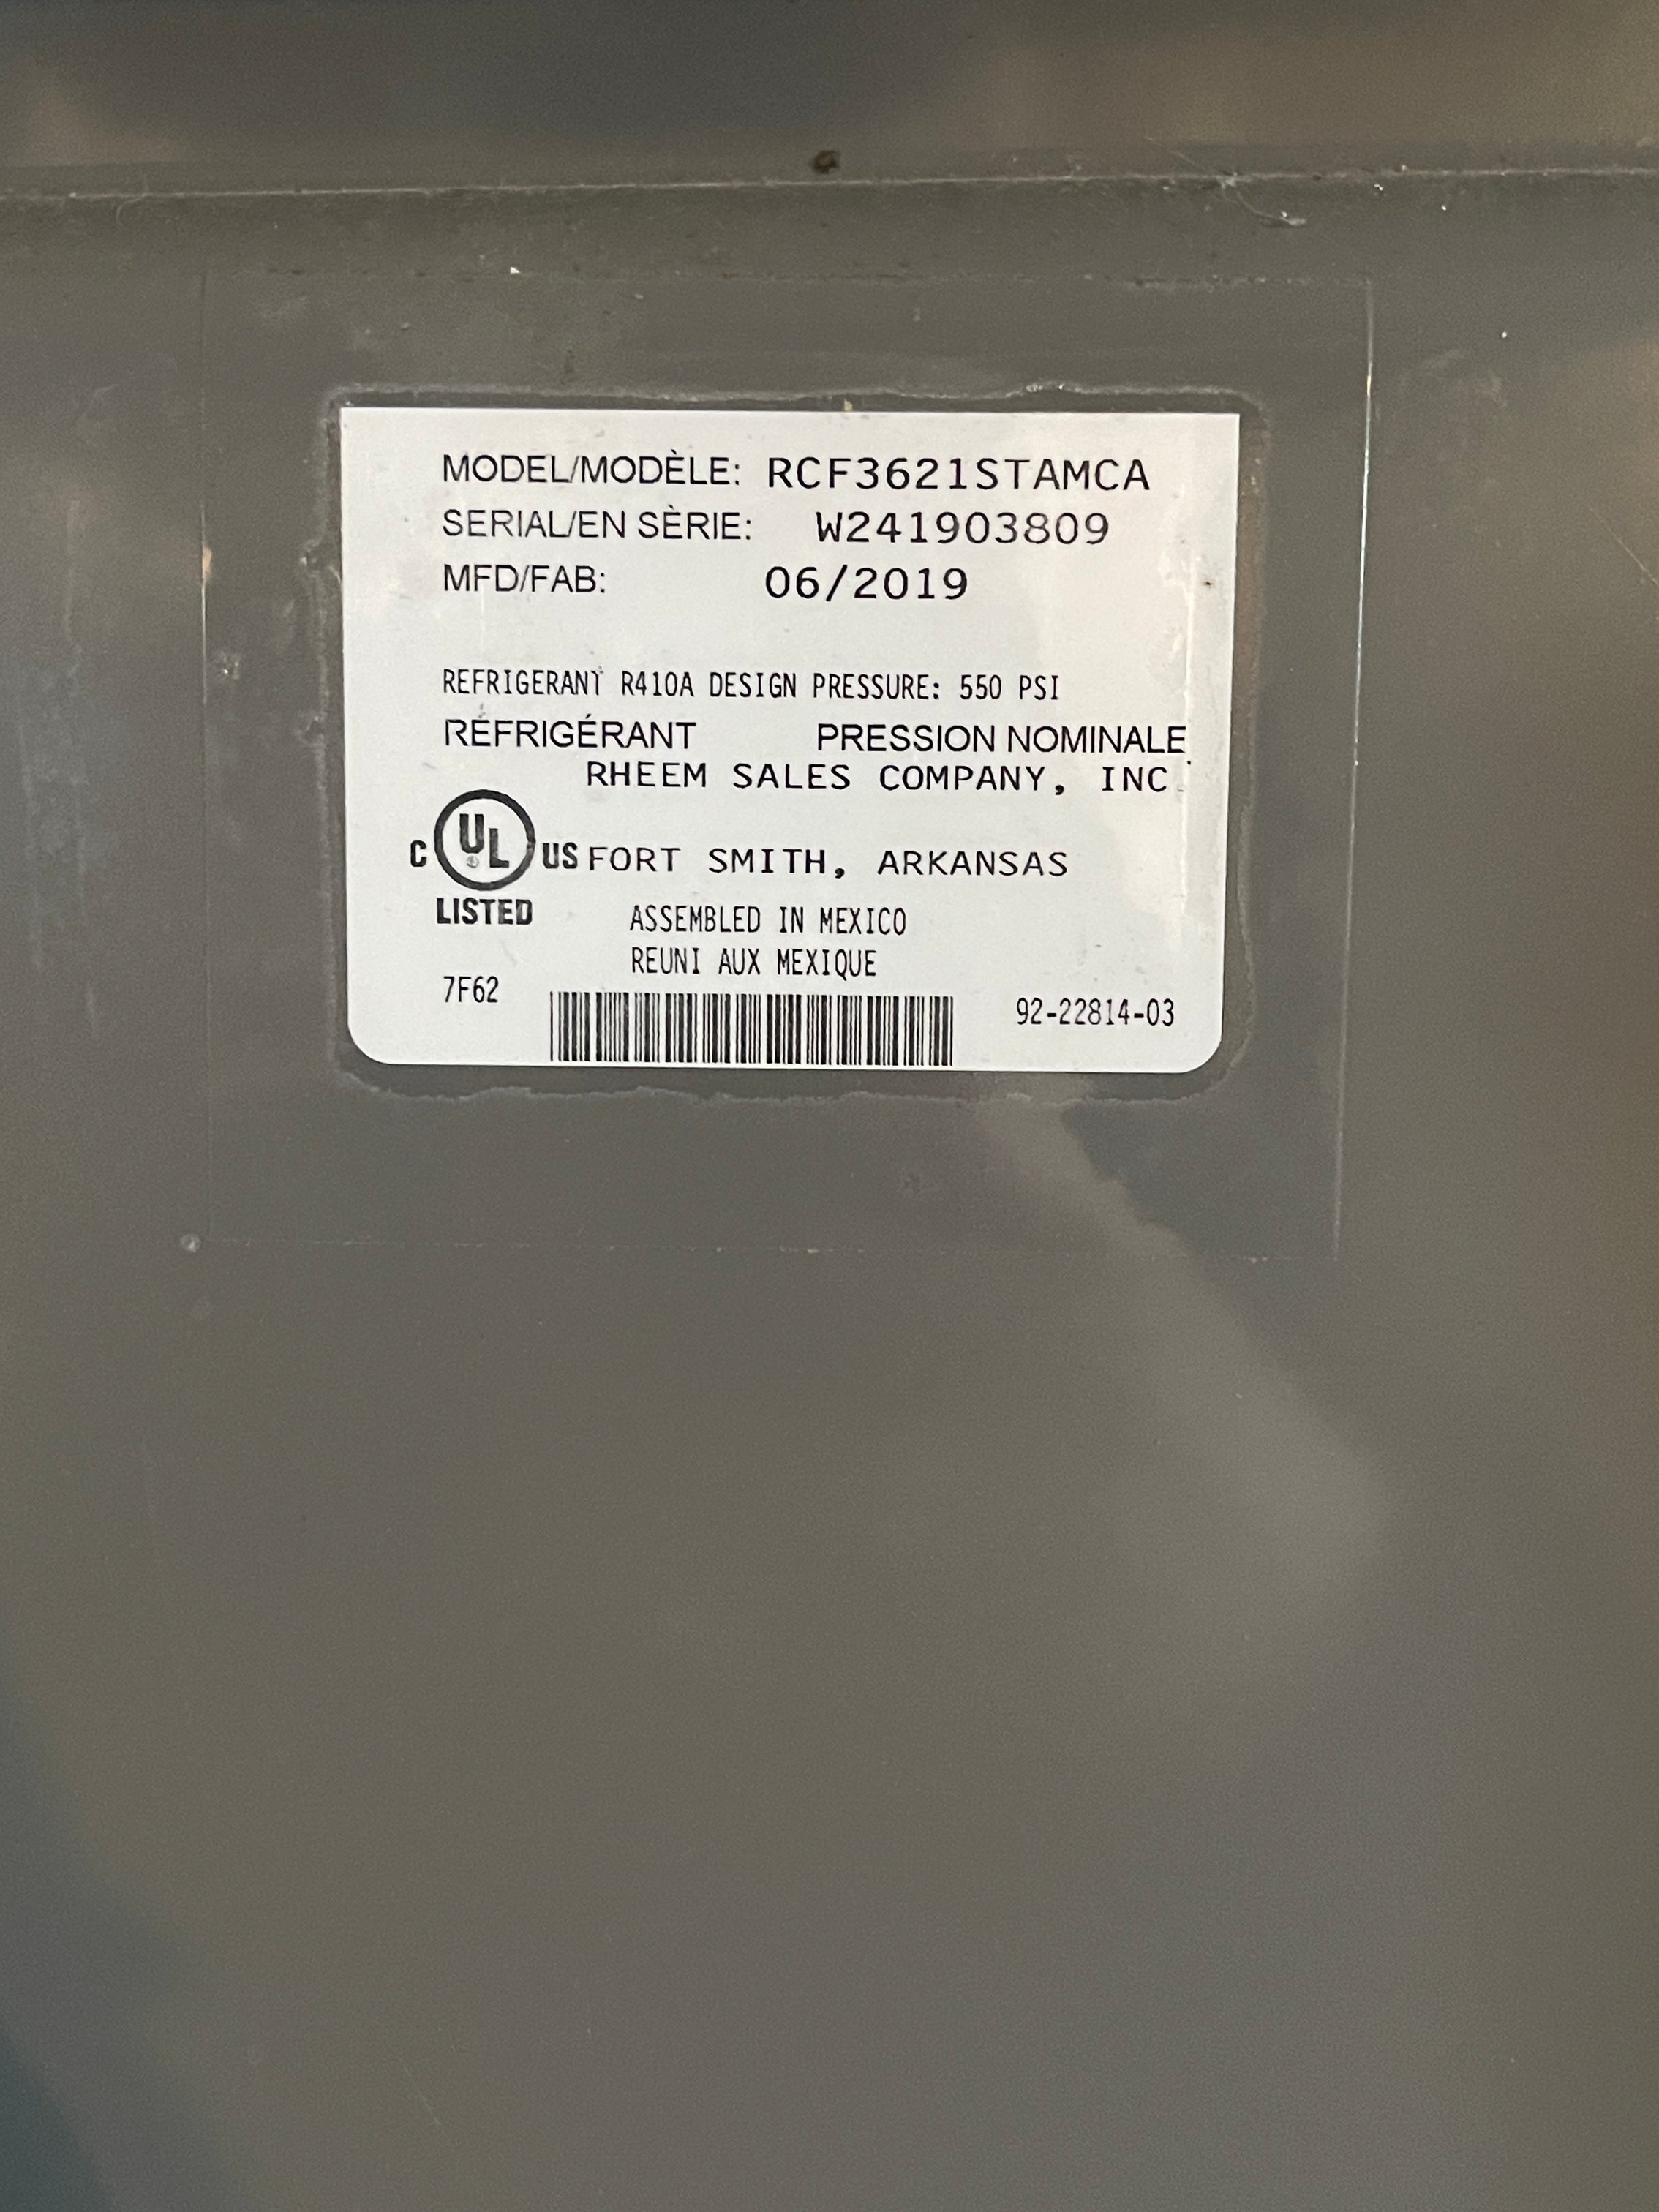 MODEL/MODÈLE: RCF3621STAMCA
SERIAL/EN SÈRIE: W241903809
MFD/FAB: 06/2019
REFRIGERANT R410A DESIGN PRESSURE: 550 PSI
RÉFRIGÉRANT PRESSION NOMINALE
RHEEM SALES COMPANY, INC.
C UL ® US FORT SMITH, ARKANSAS
LISTED
ASSEMBLED IN MEXICO
REUNI AUX MEXIQUE
7F62
92-22814-03